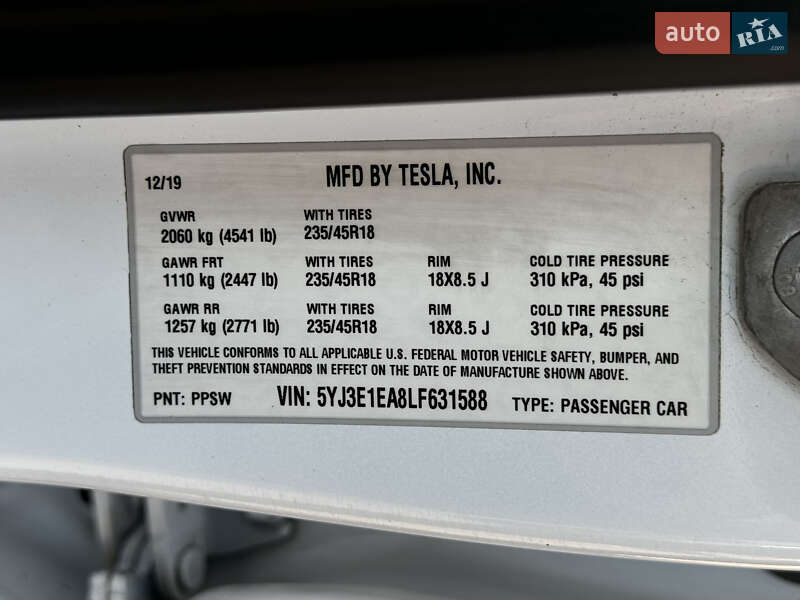 auto RIA.com
12/19 MFD BY TESLA, INC.
GVWR WITH TIRES
2060 kg (4541 lb) 235/45R18
GAWR FRT WITH TIRES RIM COLD TIRE PRESSURE
1110 kg (2447 lb) 235/45R18 18X8.5 J 310 kPa, 45 psi
GAWR RR WITH TIRES RIM COLD TIRE PRESSURE
1257 kg (2771 lb) 235/45R18 18X8.5 J 310 kPa, 45 psi
THIS VEHICLE CONFORMS TO ALL APPLICABLE U.S. FEDERAL MOTOR VEHICLE SAFETY, BUMPER, AND
THEFT PREVENTION STANDARDS IN EFFECT ON THE DATE OF MANUFACTURE SHOWN ABOVE.
PNT: PPSW VIN: 5YJ3E1EA8LF631588 TYPE: PASSENGER CAR